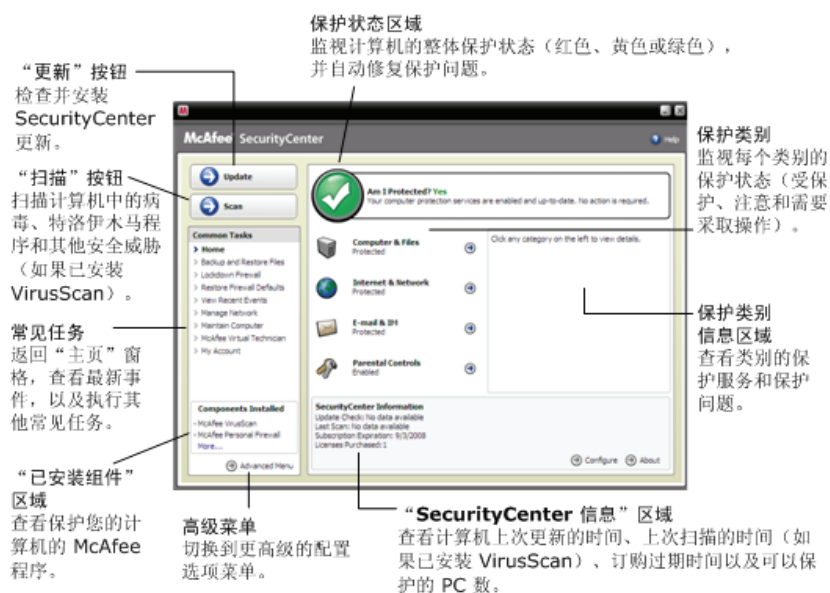 保护状态区域
监视计算机的整体保护状态（红色、黄色或绿色），
并自动修复保护问题。
“更新”按钮
检查并安装
SecurityCenter
更新。
“扫描”按钮
扫描计算机中的病
毒、特洛伊木马程
序和其他安全威胁
（如果已安装
VirusScan）。
常见任务
返回“主页”窗
格，查看最新事
件，以及执行其
他常见任务。
“已安装组件”
区域
查看保护您的计
算机的 McAfee
程序。
McAfee SecurityCenter
Help
Update
Scan
Common Tasks
Home
Backup and Restore Files
Lockdown Firewall
Restore Firewall Defaults
View Recent Events
Manage Network
Maintain Computer
McAfee Virtual Technician
My Account
Components Installed
- McAfee VirusScan
- McAfee Personal Firewall
More...
Advanced Menu
Am I Protected? Yes
Your computer protection services are enabled and up-to-date. No action is required.
Computer & Files
Protected
Internet & Network
Protected
E-mail & IM
Protected
Parental Controls
Enabled
Click any category on the left to view details.
SecurityCenter Information
Update Check: No data available
Last Scan: No data available
Subscription Expiration: 9/3/2008
Licenses Purchased: 1
Configure
About
保护类别
监视每个类别的
保护状态（受保
护、注意和需要
采取操作）。
保护类别
信息区域
查看类别的保
护服务和保护
问题。
高级菜单
切换到更高级的配置
选项菜单。
“SecurityCenter 信息”区域
查看计算机上次更新的时间、上次扫描的时间（如
果已安装 VirusScan）、订购过期时间以及可以保
护的 PC 数。